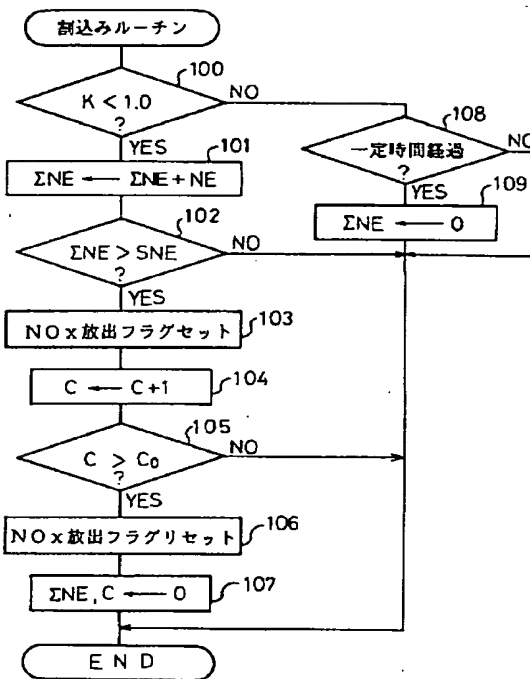 割込みルーチン
100
K < 1.0
?
NO
YES
101
ΣNE ← ΣNE + NE
102
ΣNE > SNE
?
NO
YES
103
NOx放出フラグセット
104
C ← C+1
105
C > C₀
?
NO
YES
106
NOx放出フラグリセット
107
ΣNE, C ← 0
END
108
一定時間経過
?
NO
YES
109
ΣNE ← 0